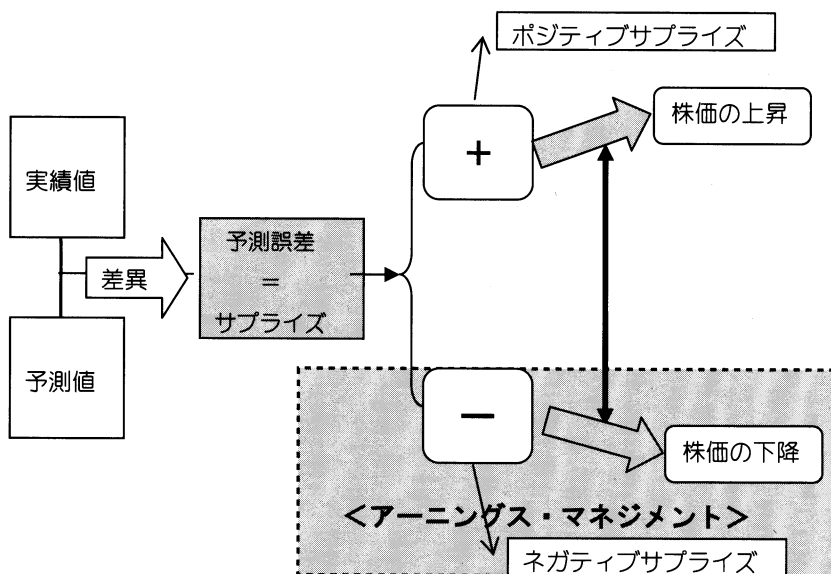 ポジティブサプライズ
株価の上昇
+
実績値
予測誤差
=
サプライズ
差異
予測値
−
株価の下降
<アーニングス・マネジメント>
ネガティブサプライズ